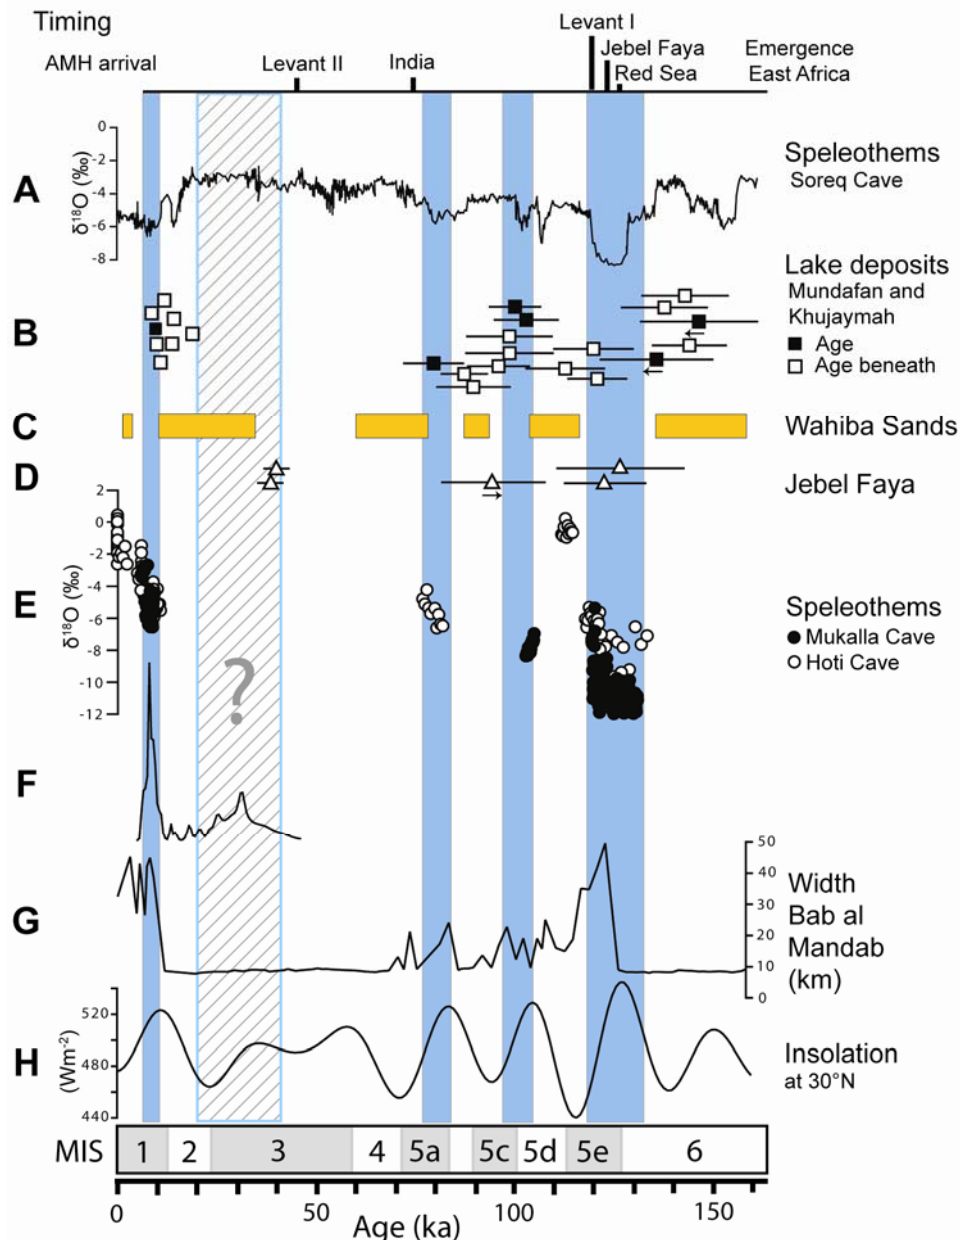 Timing
Levant I
AMH arrival
Levant II
India
Jebel Faya
Red Sea
Emergence
East Africa
A
δ18O (‰)
0
-2
-4
-6
-8
Speleothems
Soreq Cave
B
Lake deposits
Mundafan and
Khujaymah
Age
Age beneath
C
Wahiba Sands
D
Jebel Faya
E
δ18O (‰)
2
0
-2
-4
-6
-8
-10
-12
Speleothems
Mukalla Cave
Hoti Cave
?
F
G
50
40
30
20
10
0
Width
Bab al
Mandab
(km)
H
(Wm-2)
520
480
440
Insolation
at 30°N
MIS 1 2 3 4 5a 5c 5d 5e 6
0 50 100 150
Age (ka)